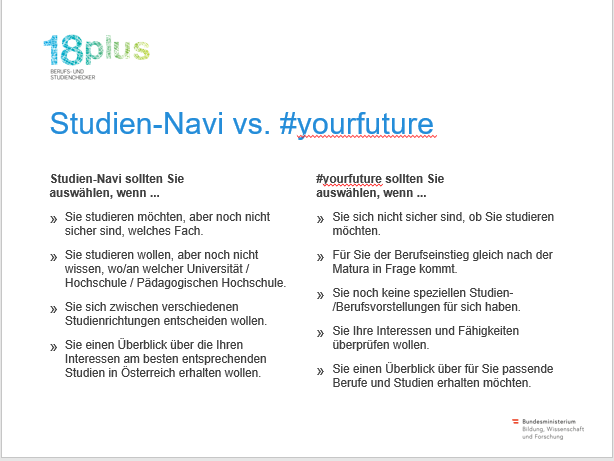 18plus
BERUFS- UND
STUDIENCHECKER
Studien-Navi vs. #yourfuture
Studien-Navi sollten Sie
auswählen, wenn ...
» Sie studieren möchten, aber noch nicht
sicher sind, welches Fach.
» Sie studieren wollen, aber noch nicht
wissen, wo/an welcher Universität /
Hochschule / Pädagogischen Hochschule.
» Sie sich zwischen verschiedenen
Studienrichtungen entscheiden wollen.
» Sie einen Überblick über die Ihren
Interessen am besten entsprechenden
Studien in Österreich erhalten wollen.
#yourfuture sollten Sie
auswählen, wenn ...
» Sie sich nicht sicher sind, ob Sie studieren
möchten.
» Für Sie der Berufseinstieg gleich nach der
Matura in Frage kommt.
» Sie noch keine speziellen Studien-
/Berufsvorstellungen für sich haben.
» Sie Ihre Interessen und Fähigkeiten
überprüfen wollen.
» Sie einen Überblick über für Sie passende
Berufe und Studien erhalten möchten.
Bundesministerium
Bildung, Wissenschaft
und Forschung